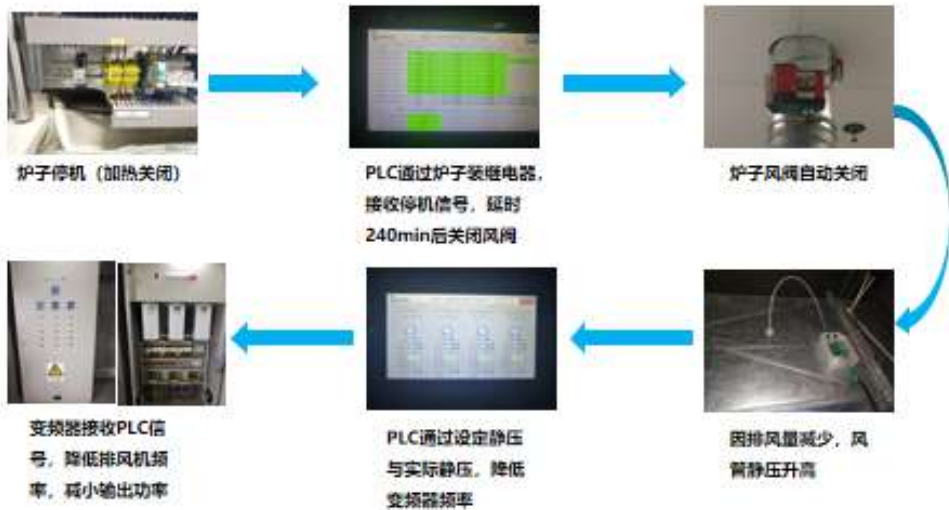 炉子停机（加热关闭）
PLC通过炉子装继电器，
接收停机信号，延时
240min后关闭风阀
炉子风阀自动关闭
因排风量减少，风
管静压升高
PLC通过设定静压
与实际静压，降低
变频器频率
变频器接收PLC信
号，降低排风机频
率，减小输出功率